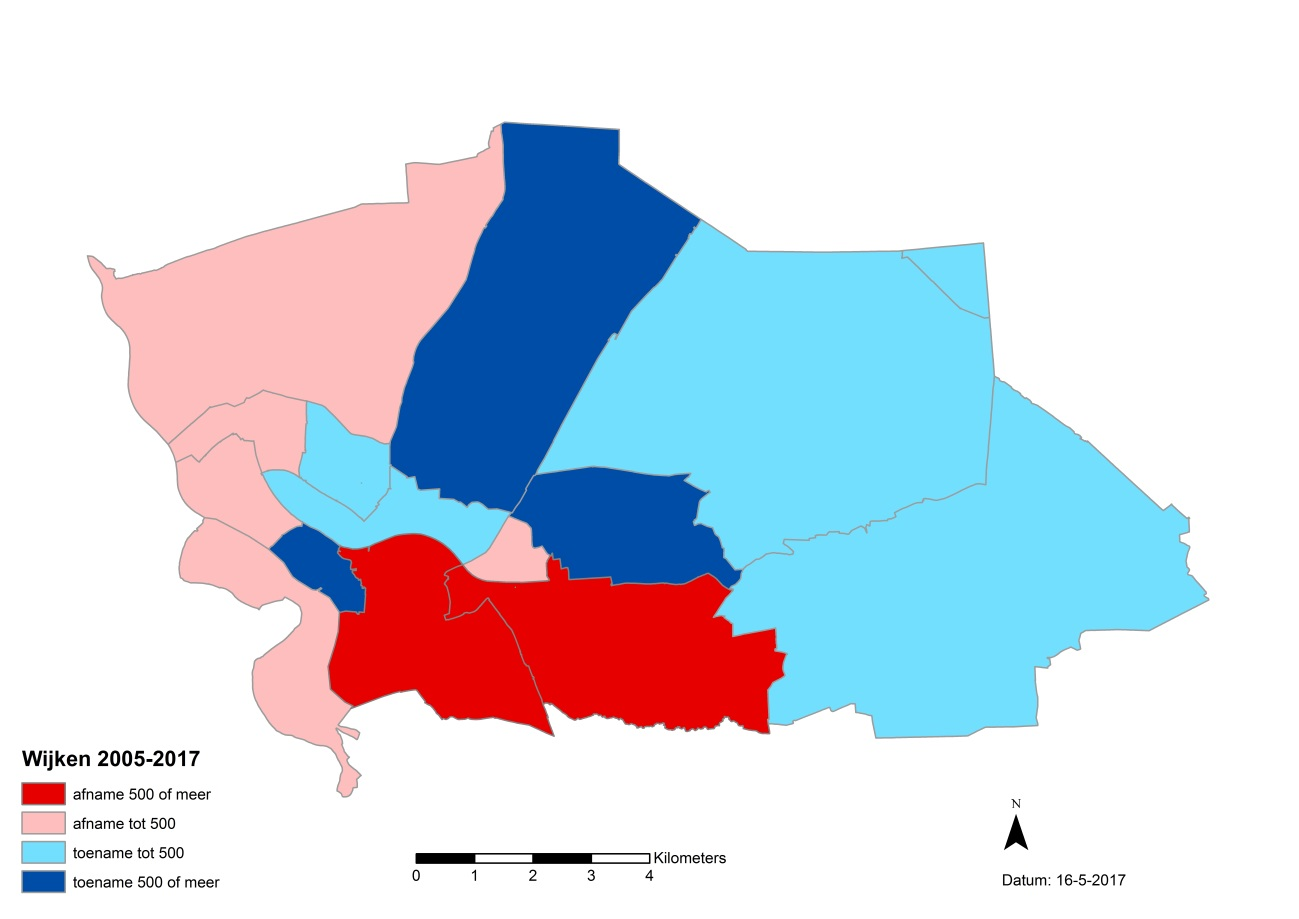 Wijken 2005-2017
afname 500 of meer
afname tot 500
toename tot 500
toename 500 of meer
Kilometers
0 1 2 3 4
N
Datum: 16-5-2017